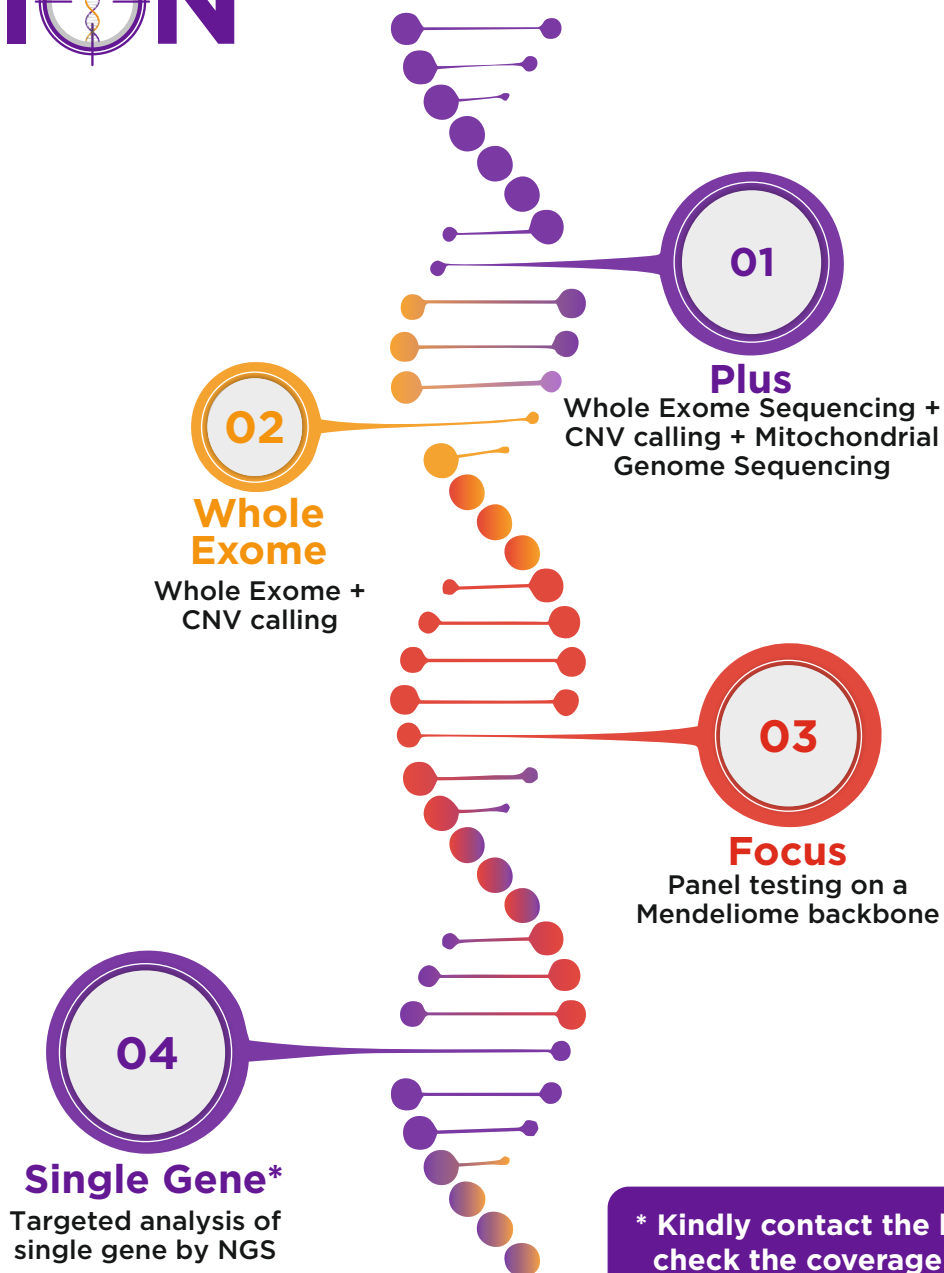 ION
01
Plus
Whole Exome Sequencing +
CNV calling + Mitochondrial
Genome Sequencing
02
Whole
Exome
Whole Exome +
CNV calling
03
Focus
Panel testing on a
Mendeliome backbone
04
Single Gene*
Targeted analysis of
single gene by NGS
* Kindly contact the
check the coverage